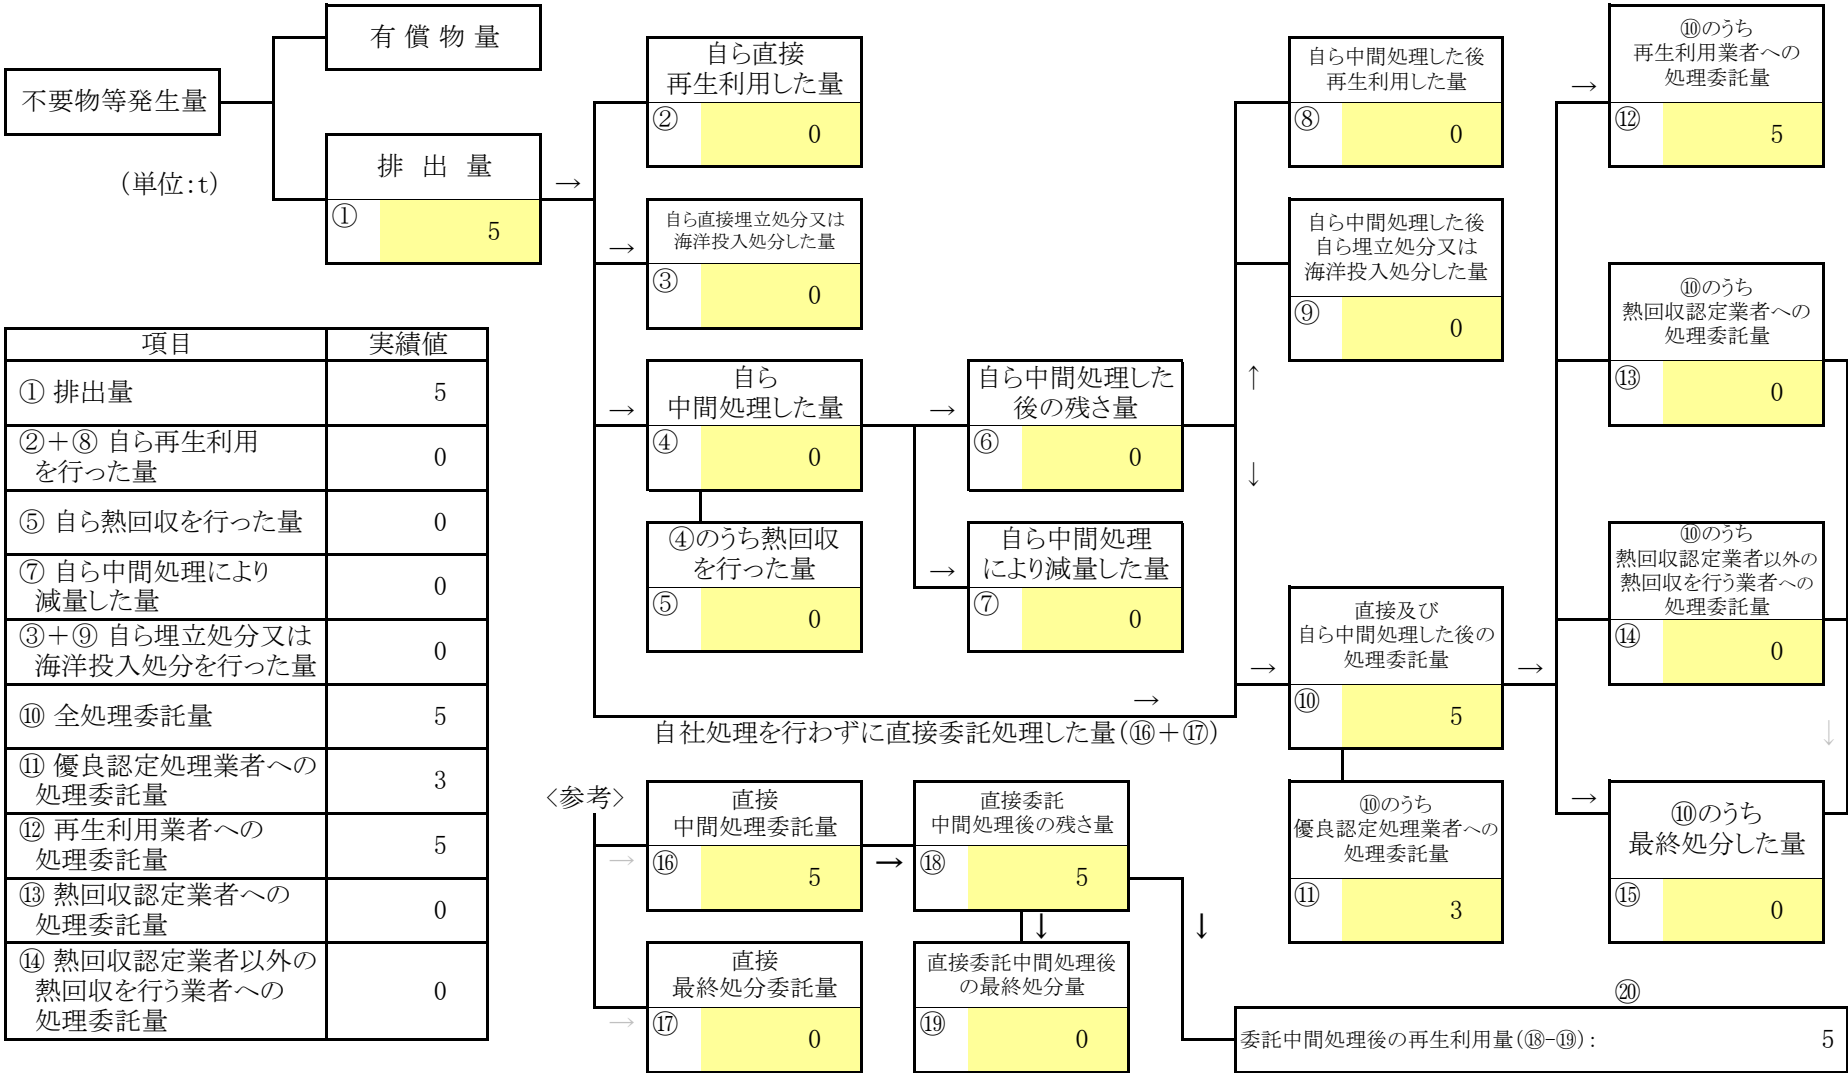 不要物等発生量
(単位:t)
有 償 物 量
排 出 量
→
① 5
自ら直接
再生利用した量
② 0
自ら直接埋立処分又は
海洋投入処分した量
→
③ 0
自ら
中間処理した量
→
④ 0
④のうち熱回収
を行った量
⑤ 0
→
自ら中間処理した
後の残さ量
⑥ 0
→
自ら中間処理
により減量した量
⑦ 0
↑
↓
自ら中間処理した後
再生利用した量
⑧ 0
自ら中間処理した後
自ら埋立処分又は
海洋投入処分した量
⑨ 0
→
直接及び
自ら中間処理した後の
処理委託量
⑩ 5
→
⑩のうち
優良認定処理業者への
処理委託量
⑪ 3
→
⑩のうち
再生利用業者への
処理委託量
⑫ 5
⑩のうち
熱回収認定業者への
処理委託量
⑬ 0
⑩のうち
熱回収認定業者以外の
熱回収を行う業者への
処理委託量
⑭ 0
↓
→
⑩のうち
最終処分した量
⑮ 0
→
自社処理を行わずに直接委託処理した量(⑯+⑰)
項目 実績値
① 排出量 5
②+⑧ 自ら再生利用
を行った量 0
⑤ 自ら熱回収を行った量 0
⑦ 自ら中間処理により
減量した量 0
③+⑨ 自ら埋立処分又は
海洋投入処分を行った量 0
⑩ 全処理委託量 5
⑪ 優良認定処理業者への
処理委託量 3
⑫ 再生利用業者への
処理委託量 5
⑬ 熱回収認定業者への
処理委託量 0
⑭ 熱回収認定業者以外の
熱回収を行う業者への
処理委託量 0
〈参考〉
→
直接
中間処理委託量
⑯ 5
→
直接
最終処分委託量
⑰ 0
→
直接委託
中間処理後の残さ量
⑱ 5
↓
↓
直接委託中間処理後
の最終処分量
⑲ 0
⑳
委託中間処理後の再生利用量(⑱-⑲): 5